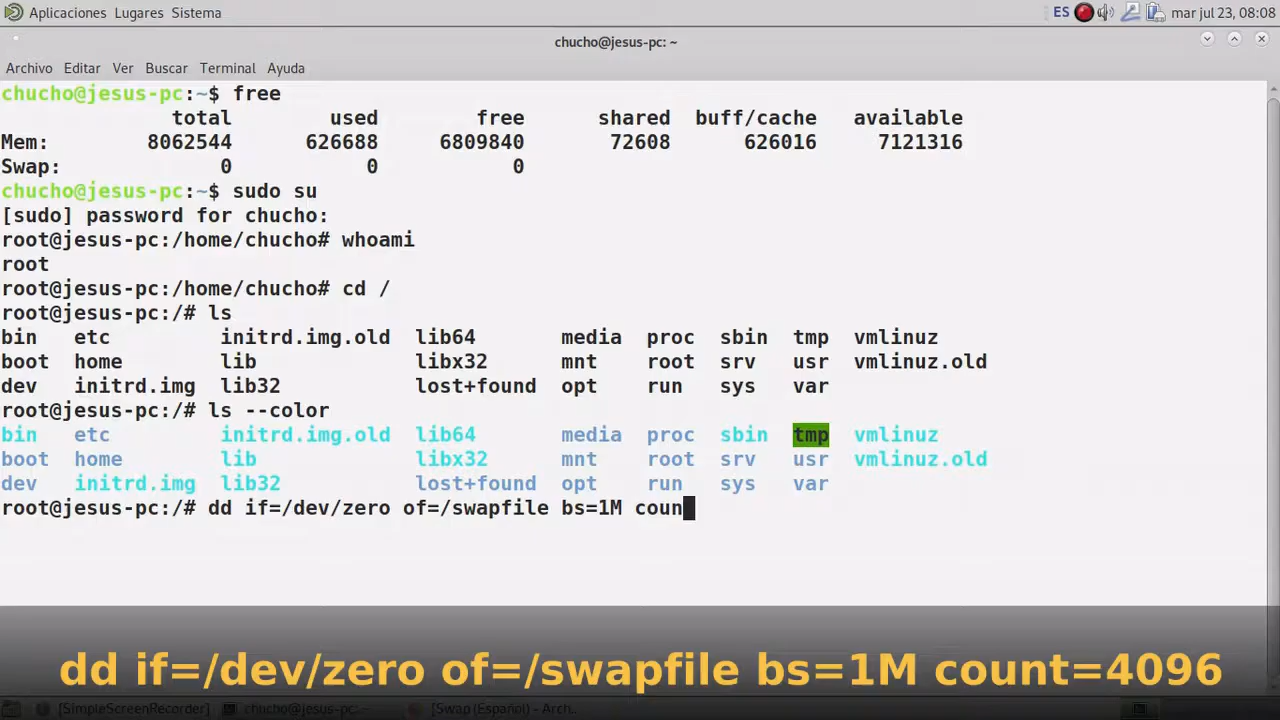 Aplicaciones Lugares Sistema ES mar jul 23, 08:08
chucho@jesus-pc: ~
Archivo Editar Ver Buscar Terminal Ayuda
chucho@jesus-pc:~$ free
total used free shared buff/cache available
Mem: 8062544 626688 6809840 72608 626016 7121316
Swap: 0 0 0
chucho@jesus-pc:~$ sudo su
[sudo] password for chucho:
root@jesus-pc:/home/chucho# whoami
root
root@jesus-pc:/home/chucho# cd /
root@jesus-pc:/# ls
bin etc initrd.img.old lib64 media proc sbin tmp vmlinuz
boot home lib libx32 mnt root srv usr vmlinuz.old
dev initrd.img lib32 lost+found opt run sys var
root@jesus-pc:/# ls --color
bin etc initrd.img.old lib64 media proc sbin tmp vmlinuz
boot home lib libx32 mnt root srv usr vmlinuz.old
dev initrd.img lib32 lost+found opt run sys var
root@jesus-pc:/# dd if=/dev/zero of=/swapfile bs=1M coun
dd if=/dev/zero of=/swapfile bs=1M count=4096
[SimpleScreenRecorder] chucho@jesus-pc: ~ [Swap (Español) - Arch...